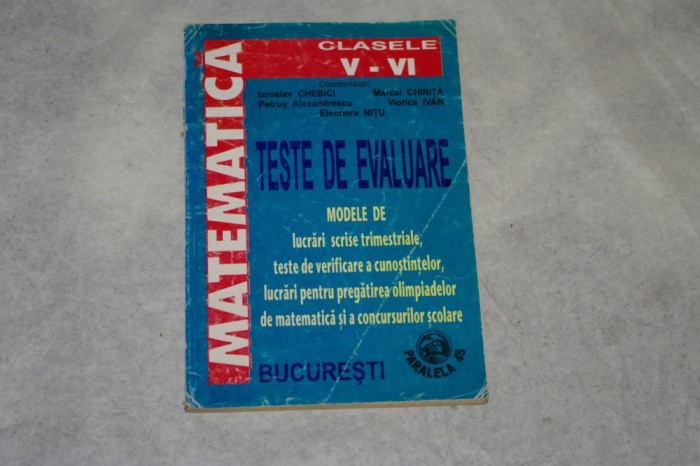 MATEMATICA
CLASELE
V - VI
Coordonatori
Iaroslav CHEBICI Marcel CHIRIȚĂ
Petruș Alexandrescu Viorica IVAN
Eleonora NIȚU
TESTE DE EVALUARE
MODELE DE
lucrări scrise trimestriale,
teste de verificare a cunoștințelor,
lucrări pentru pregătirea olimpiadelor
de matematică și a concursurilor școlare
BUCUREȘTI
PARALELA 45